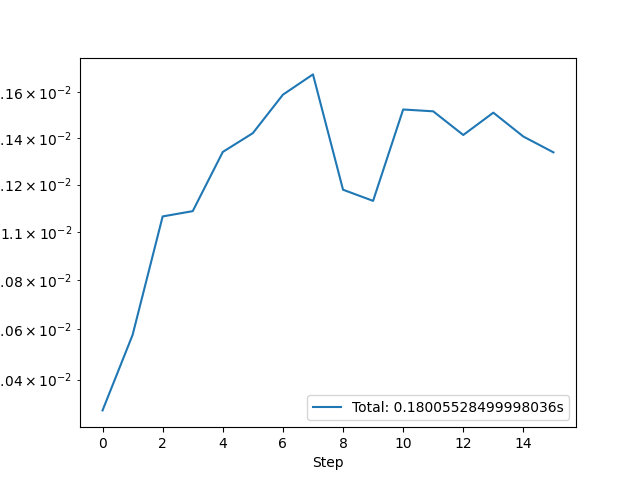 .16 × 10⁻²
.14 × 10⁻²
.12 × 10⁻²
1.1 × 10⁻²
.08 × 10⁻²
.06 × 10⁻²
.04 × 10⁻²
Total: 0.18005528499998036s
0 2 4 6 8 10 12 14
Step